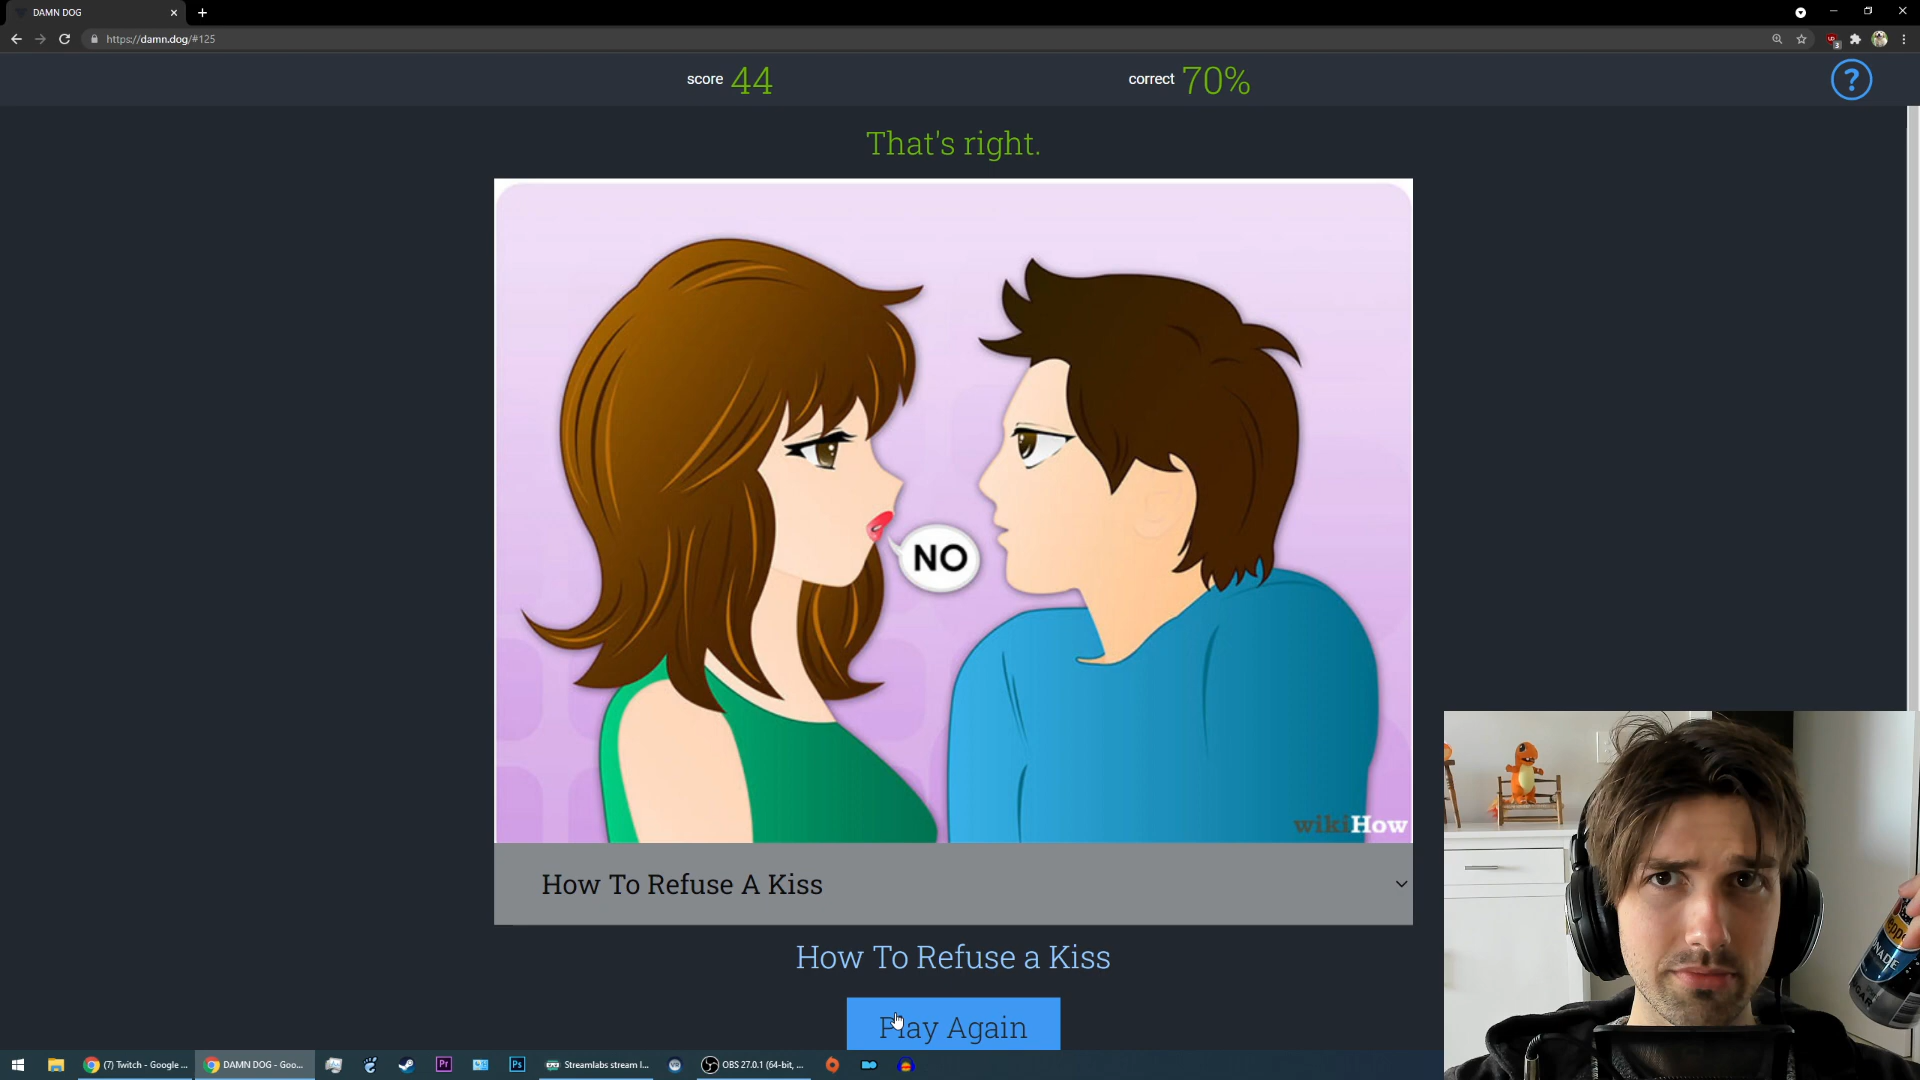 DAMN DOG
https://damn.dog/#125
score 44
correct 70%
?
That's right.
NO
wikiHow
How To Refuse A Kiss
How To Refuse a Kiss
Play Again
(7) Twitch - Google ...
DAMN DOG - Goo...
Pr
Ps
Streamlabs stream l...
OBS 27.0.1 (64-bit, ...